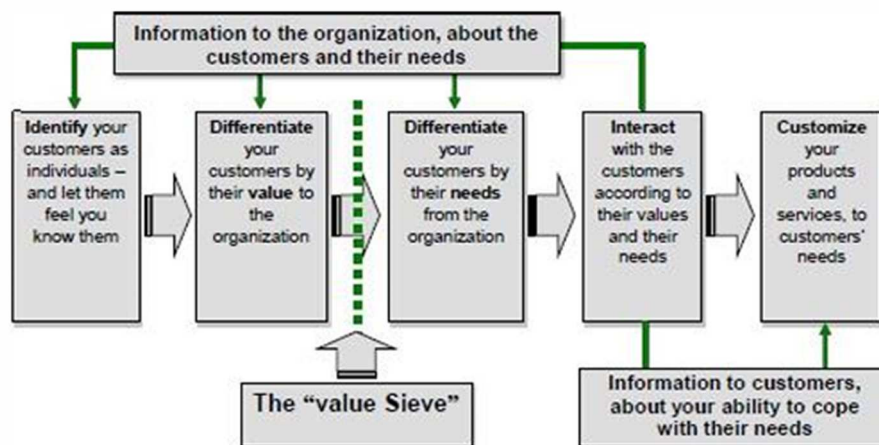 Information to the organization, about the
customers and their needs
Identify your
customers as
individuals –
and let them
feel you
know them
Differentiate
your
customers by
their value to
the
organization
Differentiate
your
customers by
their needs
from the
organization
Interact
with the
customers
according to
their values
and their
needs
Customize
your
products
and
services, to
customers'
needs
The "value Sieve"
Information to customers,
about your ability to cope
with their needs